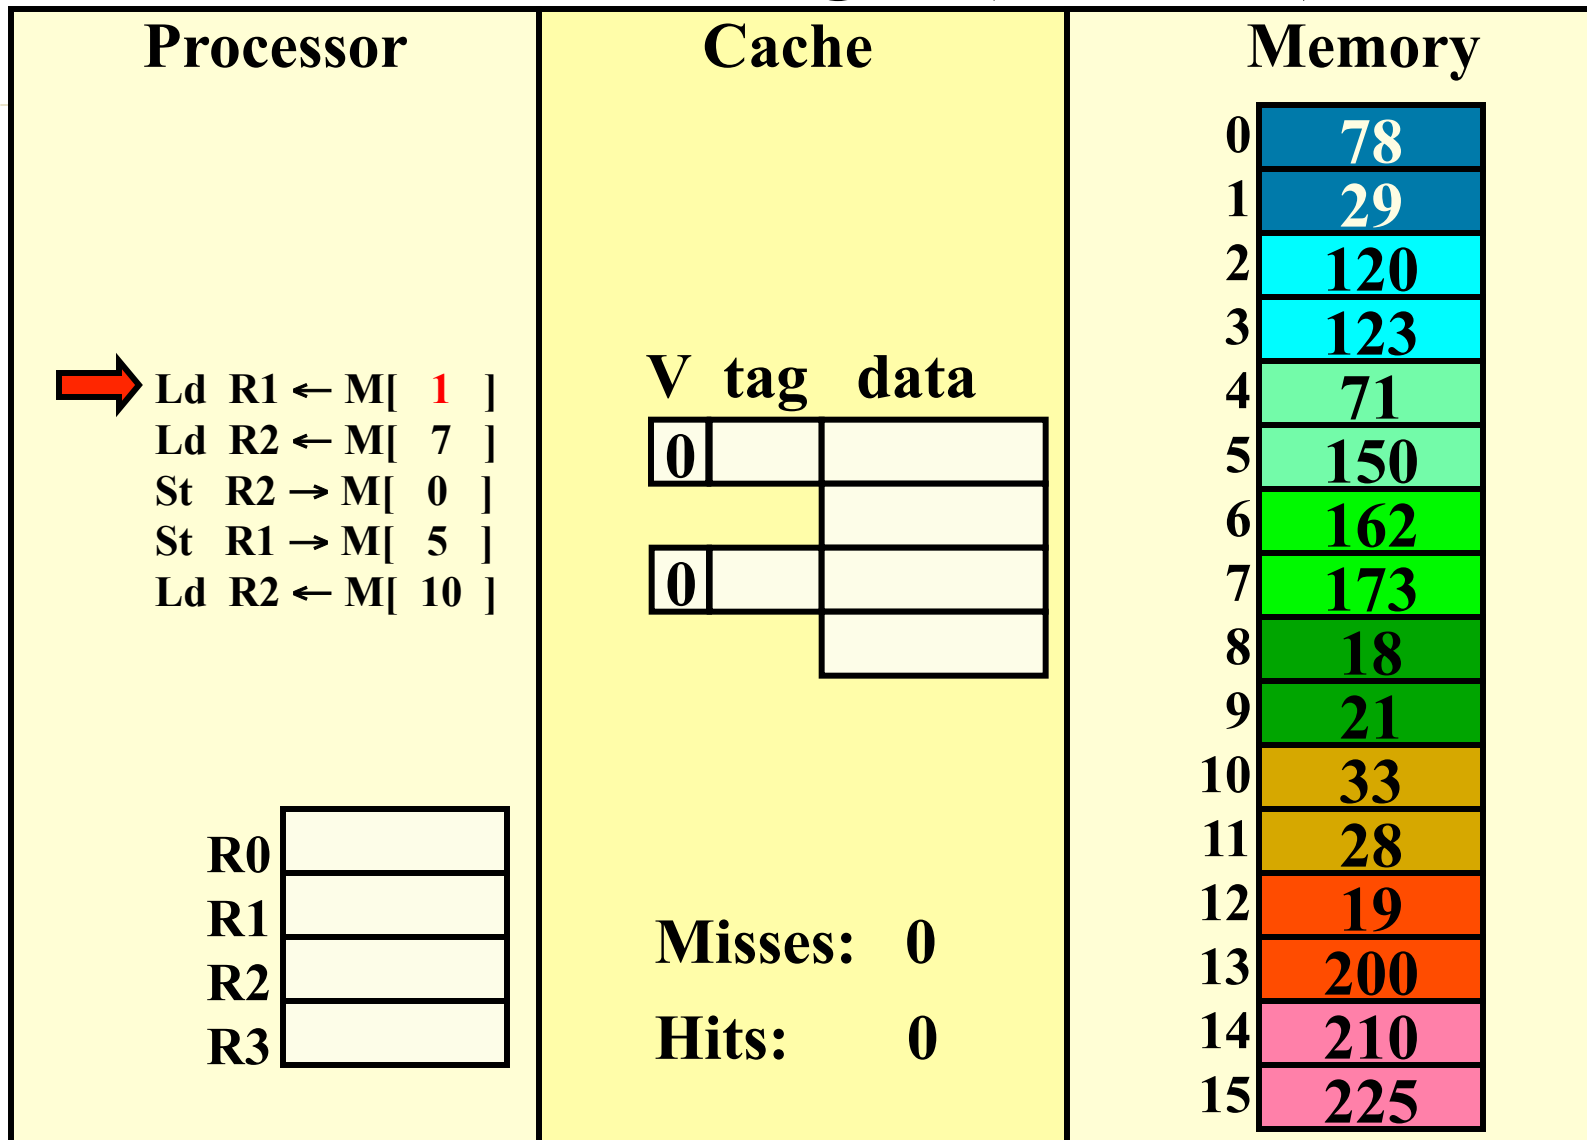 Processor
Ld R1 ← M[ 1 ]
Ld R2 ← M[ 7 ]
St R2 → M[ 0 ]
St R1 → M[ 5 ]
Ld R2 ← M[ 10 ]
R0
R1
R2
R3
Cache
V tag data
0
0
Misses: 0
Hits: 0
Memory
0 78
1 29
2 120
3 123
4 71
5 150
6 162
7 173
8 18
9 21
10 33
11 28
12 19
13 200
14 210
15 225